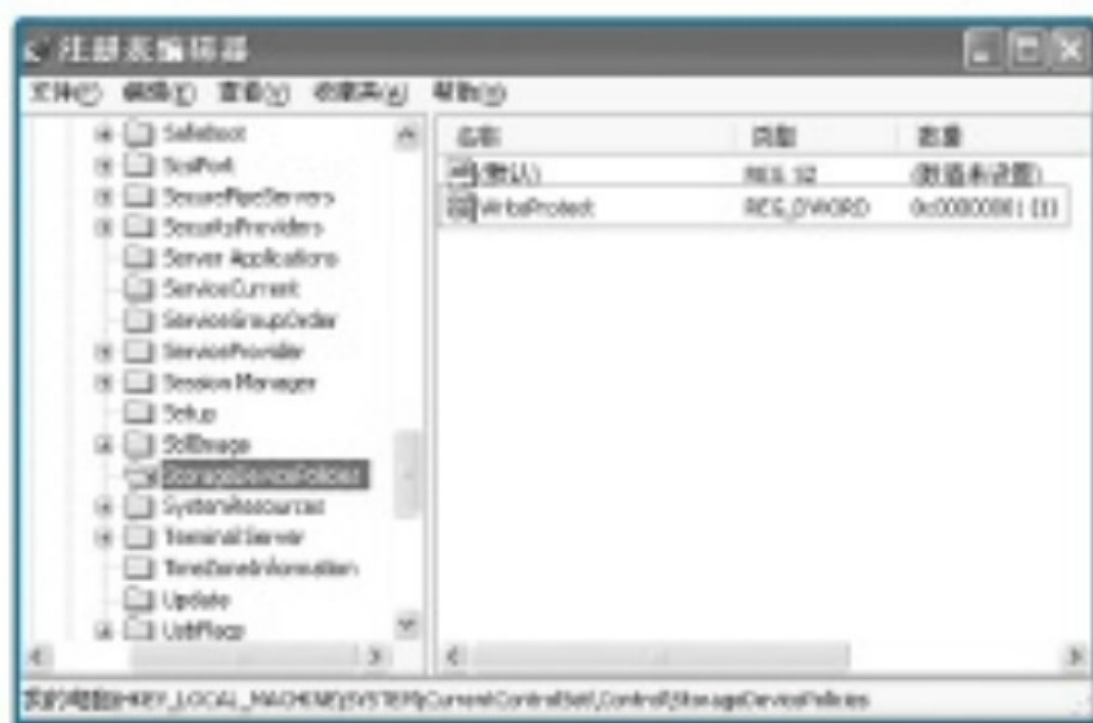 注册表编辑器
文件(F) 编辑(E) 查看(V) 收藏夹(A) 帮助(H)
SafeBoot
ScsiPort
SecurePipeServers
SecurityProviders
Server Applications
ServiceCurrent
ServiceGroupOrder
ServiceProvider
Session Manager
Setup
StillImage
StorageDevicePolicies
SystemResources
Terminal Server
TimeZoneInformation
Update
UsbFlags
名称 类型 数据
(默认) REG_SZ (数值未设置)
WriteProtect REG_DWORD 0x00000001 (1)
我的电脑\HKEY_LOCAL_MACHINE\SYSTEM\CurrentControlSet\Control\StorageDevicePolicies